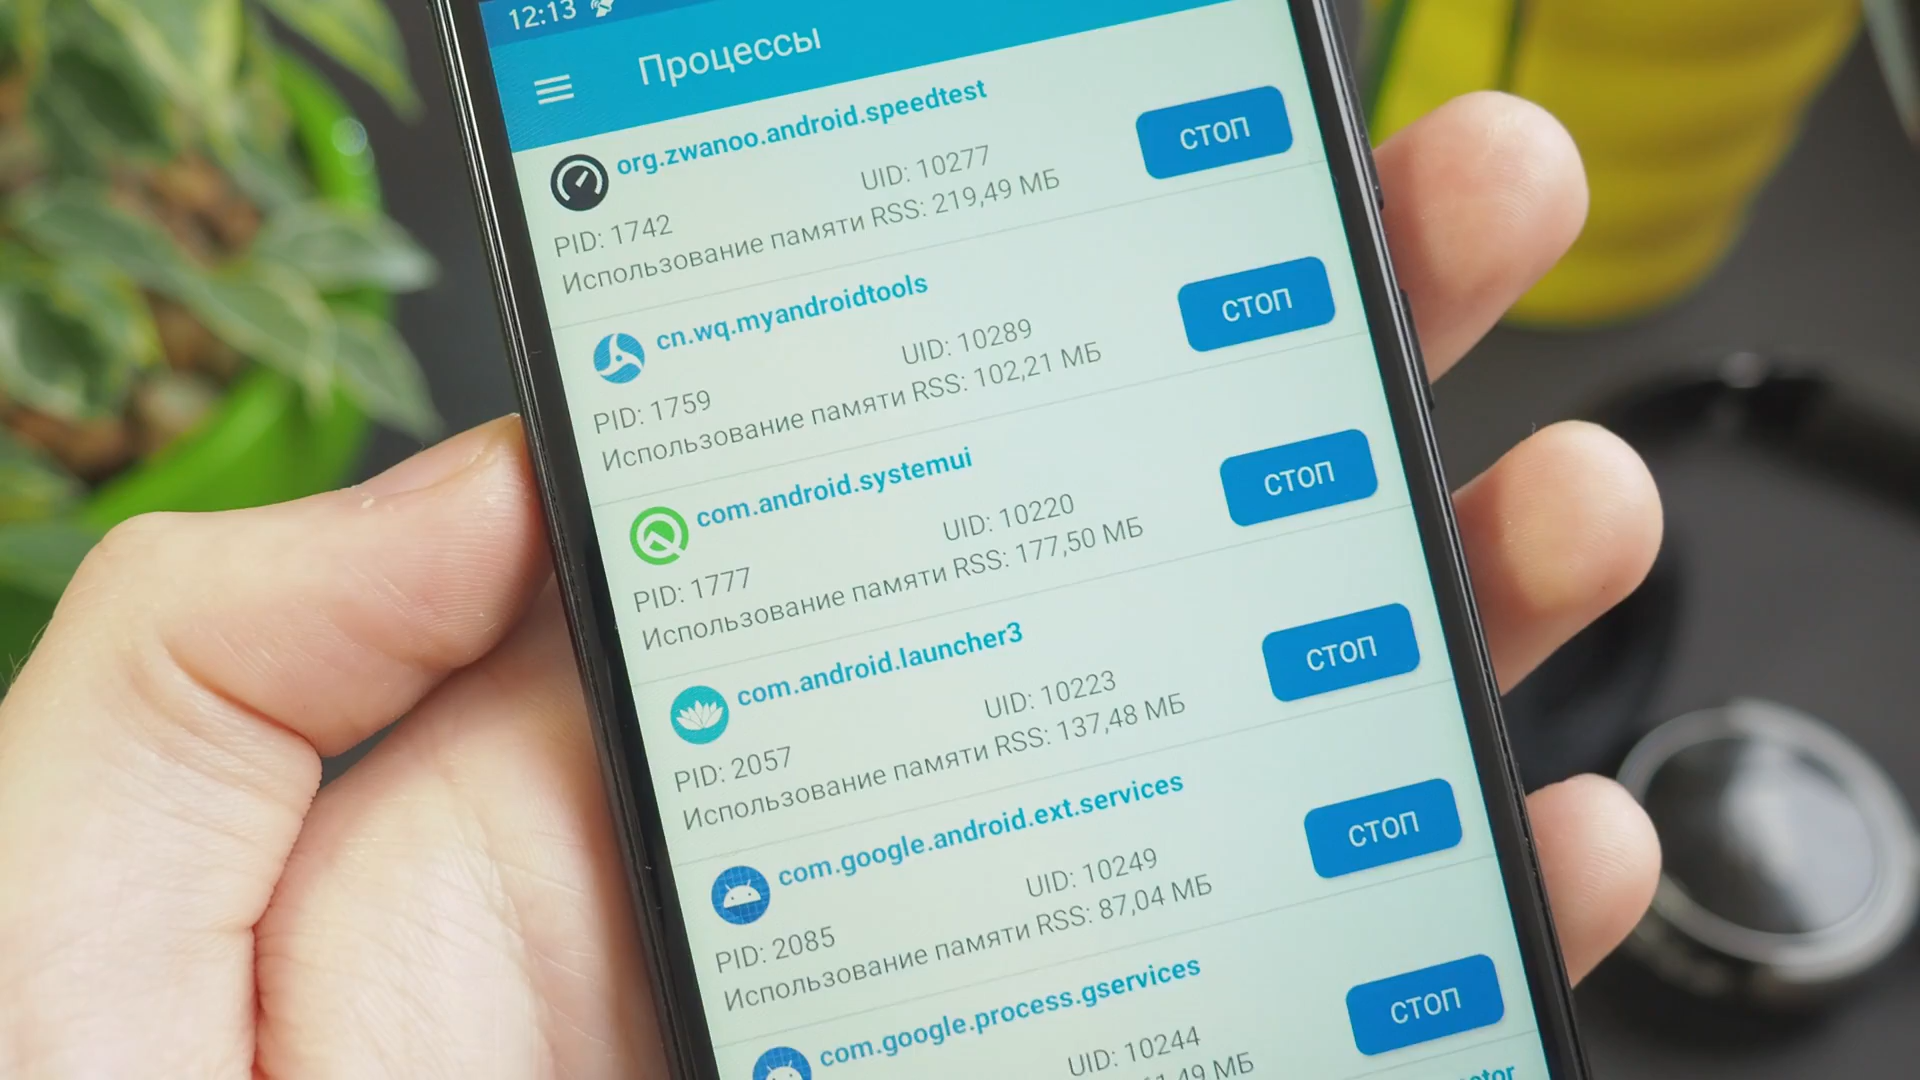 12:13
Процессы
org.zwanoo.android.speedtest
PID: 1742 UID: 10277
Использование памяти RSS: 219,49 МБ
СТОП
cn.wq.myandroidtools
PID: 1759 UID: 10289
Использование памяти RSS: 102,21 МБ
СТОП
com.android.systemui
PID: 1777 UID: 10220
Использование памяти RSS: 177,50 МБ
СТОП
com.android.launcher3
PID: 2057 UID: 10223
Использование памяти RSS: 137,48 МБ
СТОП
com.google.android.ext.services
PID: 2085 UID: 10249
Использование памяти RSS: 87,04 МБ
СТОП
com.google.process.gservices
UID: 10244
МБ
СТОП